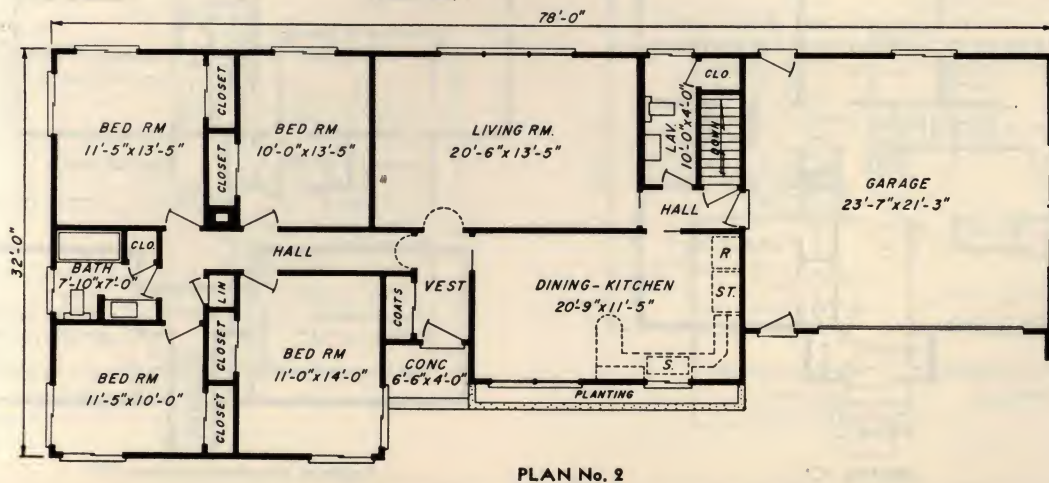 78'-0"
32'-0"
BED RM
11'-5"x13'-5"
CLOSET
CLOSET
BED RM
10'-0"x13'-5"
LIVING RM.
20'-6"x13'-5"
LAV.
10'-0"x4'-0"
CLO.
DOWN
HALL
GARAGE
23'-7"x21'-3"
BATH
7'-10"x7'-0"
CLO.
HALL
LIN
COATS
VEST
DINING-KITCHEN
20'-9"x11'-5"
R
ST.
S.
BED RM
11'-5"x10'-0"
CLOSET
CLOSET
BED RM
11'-0"x14'-0"
CONC
6'-6"x4'-0"
PLANTING
PLAN No. 2